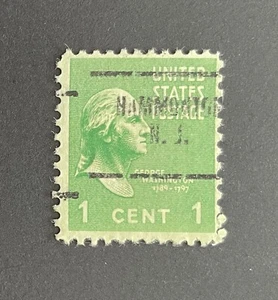 UNITED
STATES
POSTAGE
HAMMONTON
N. J.
GEORGE
WASHINGTON
1789-1797
1 CENT 1